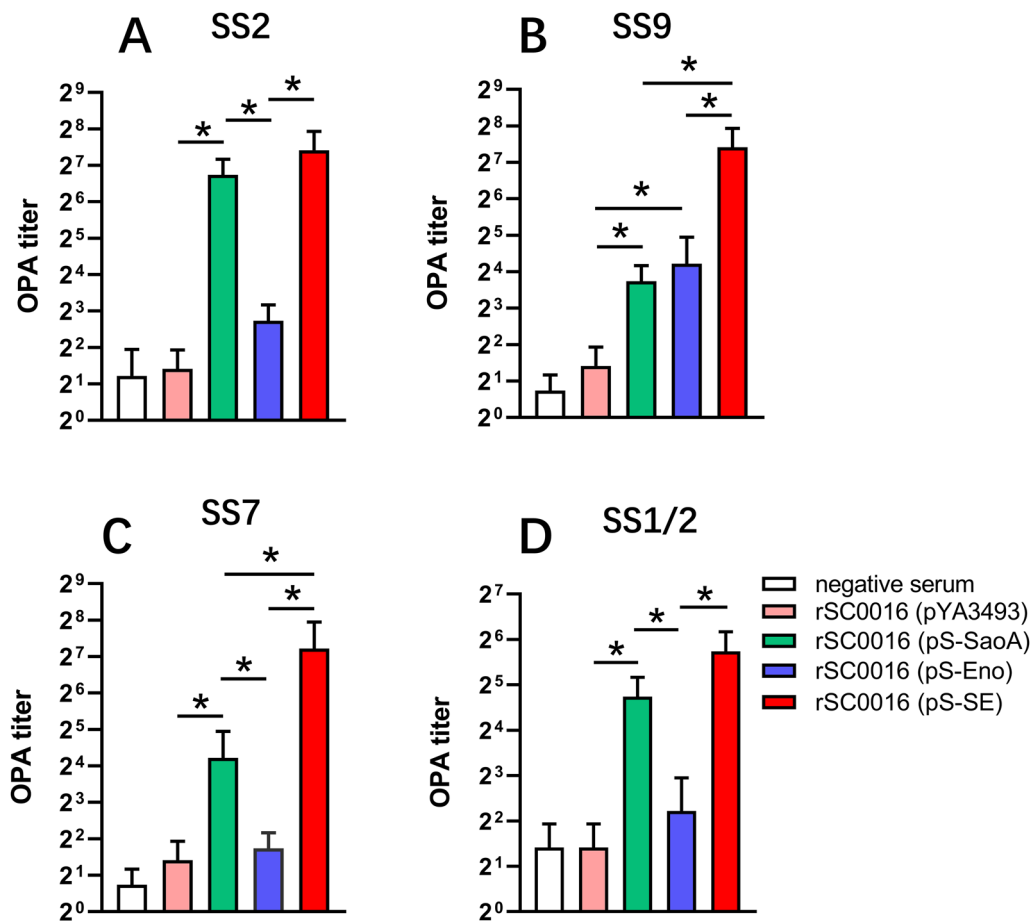 A SS2
* * *
OPA titer
2⁹
2⁸
2⁷
2⁶
2⁵
2⁴
2³
2²
2¹
2⁰
B SS9
* * * *
OPA titer
2⁹
2⁸
2⁷
2⁶
2⁵
2⁴
2³
2²
2¹
2⁰
C SS7
* * * *
OPA titer
2⁹
2⁸
2⁷
2⁶
2⁵
2⁴
2³
2²
2¹
2⁰
D SS1/2
* * *
OPA titer
2⁷
2⁶
2⁵
2⁴
2³
2²
2¹
2⁰
negative serum
rSC0016 (pYA3493)
rSC0016 (pS-SaoA)
rSC0016 (pS-Eno)
rSC0016 (pS-SE)